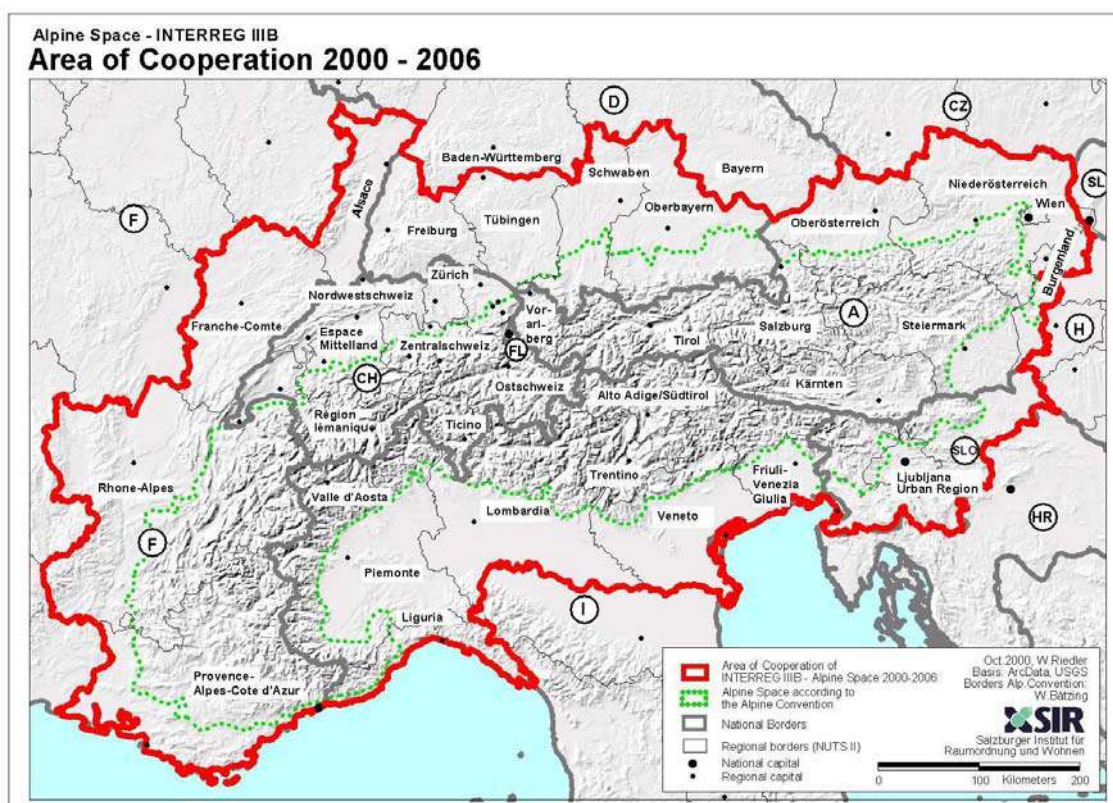 Alpine Space - INTERREG IIIB
Area of Cooperation 2000 - 2006
D
CZ
Baden-Württemberg
Bayern
Schwaben
Niederösterreich
SL
Alsace
Wien
Oberbayern
F
Tübingen
Oberösterreich
Freiburg
Burgenland
Zürich
Nordwestschweiz
Vor-
arl-
berg
A
Franche-Comte
Espace
Mittelland
Zentralschweiz
Salzburg
Steiermark
H
FL
Tirol
CH
Ostschweiz
Kärnten
Alto Adige/Südtirol
Région
lémanique
Ticino
SLO
Trentino
Friuli-
Venezia
Giulia
Ljubljana
Urban Region
Rhone-Alpes
Valle d'Aosta
Lombardia
Veneto
HR
F
Piemonte
I
Liguria
Provence-
Alpes-Cote d'Azur
Area of Cooperation of
INTERREG IIIB - Alpine Space 2000-2006
Alpine Space according to
the Alpine Convention
National Borders
Regional borders (NUTS II)
National capital
Regional capital
Oct.2000, W.Riedler
Basis: ArcData, USGS
Borders Alp.Convention:
W.Bätzing
SIR
Salzburger Institut für
Raumordnung und Wohnen
0 100 Kilometers 200